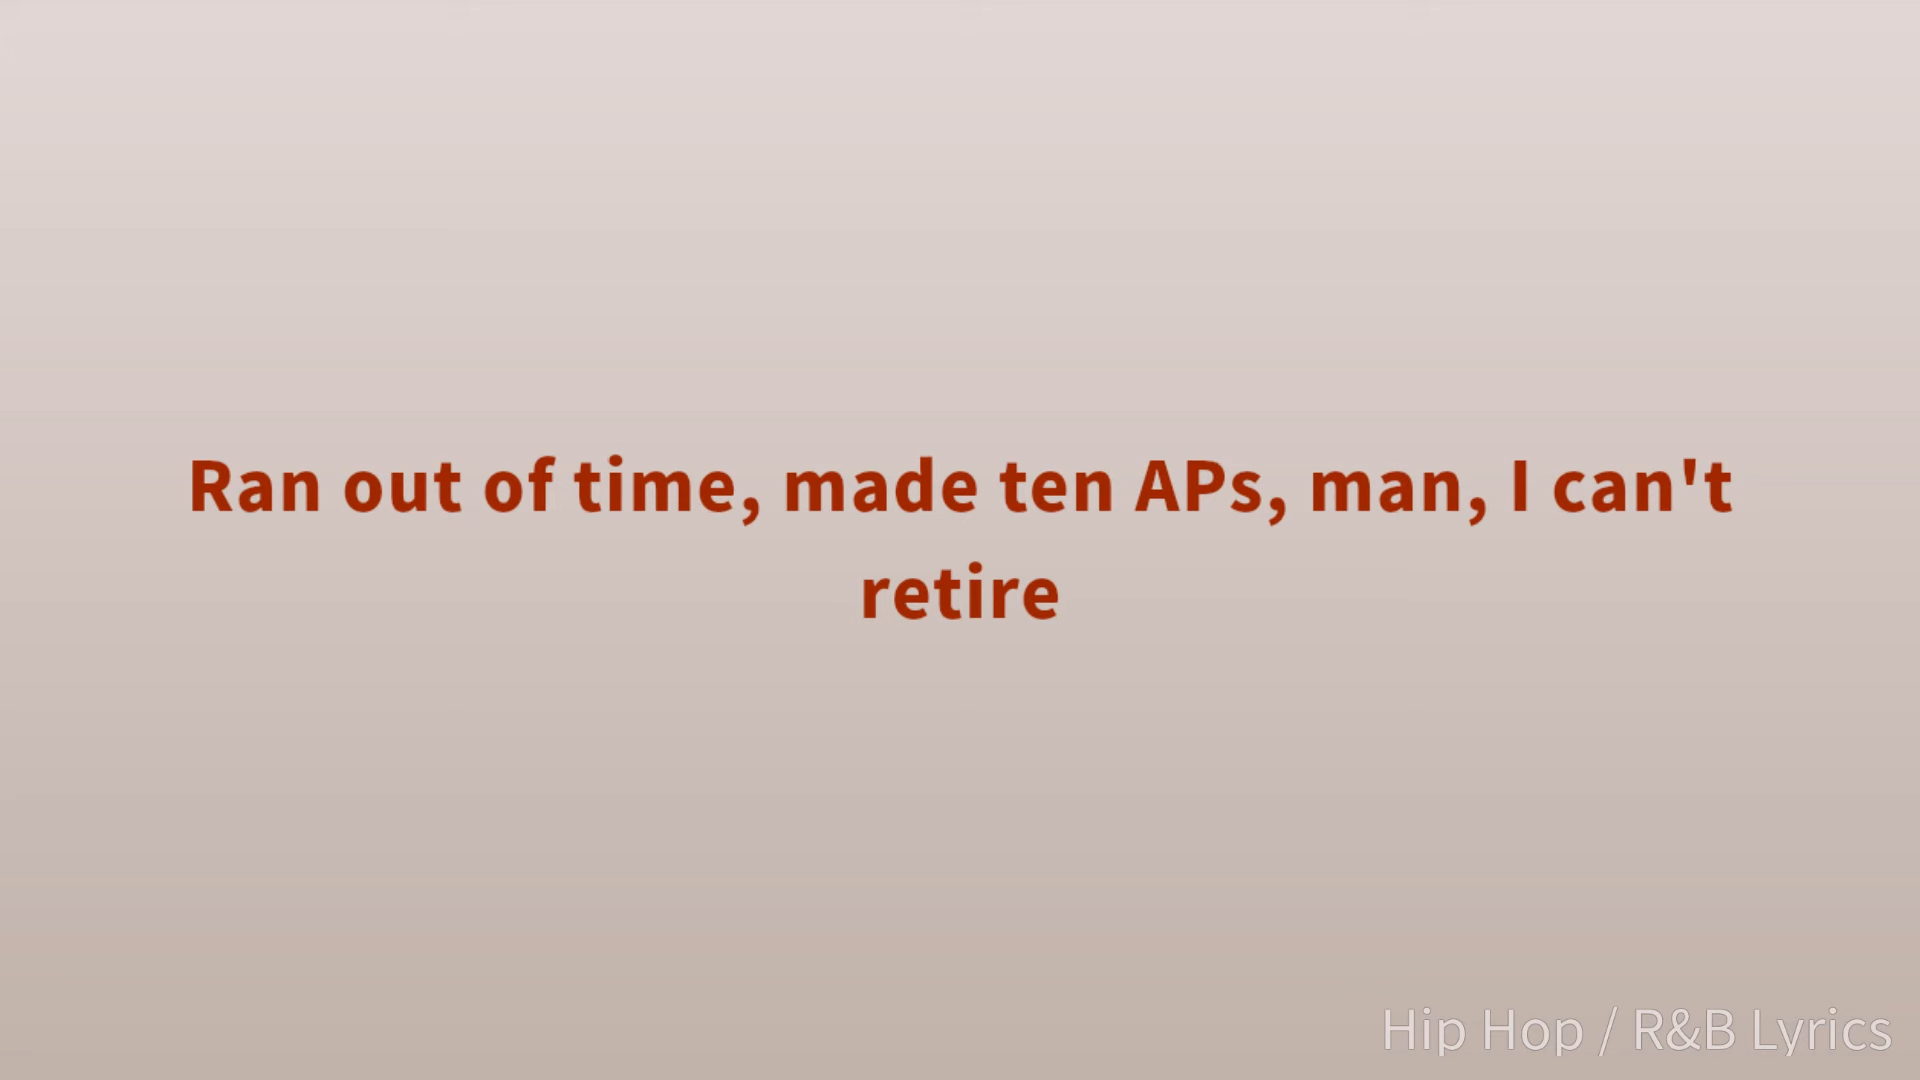 Ran out of time, made ten APs, man, I can't
retire
Hip Hop / R&B Lyrics